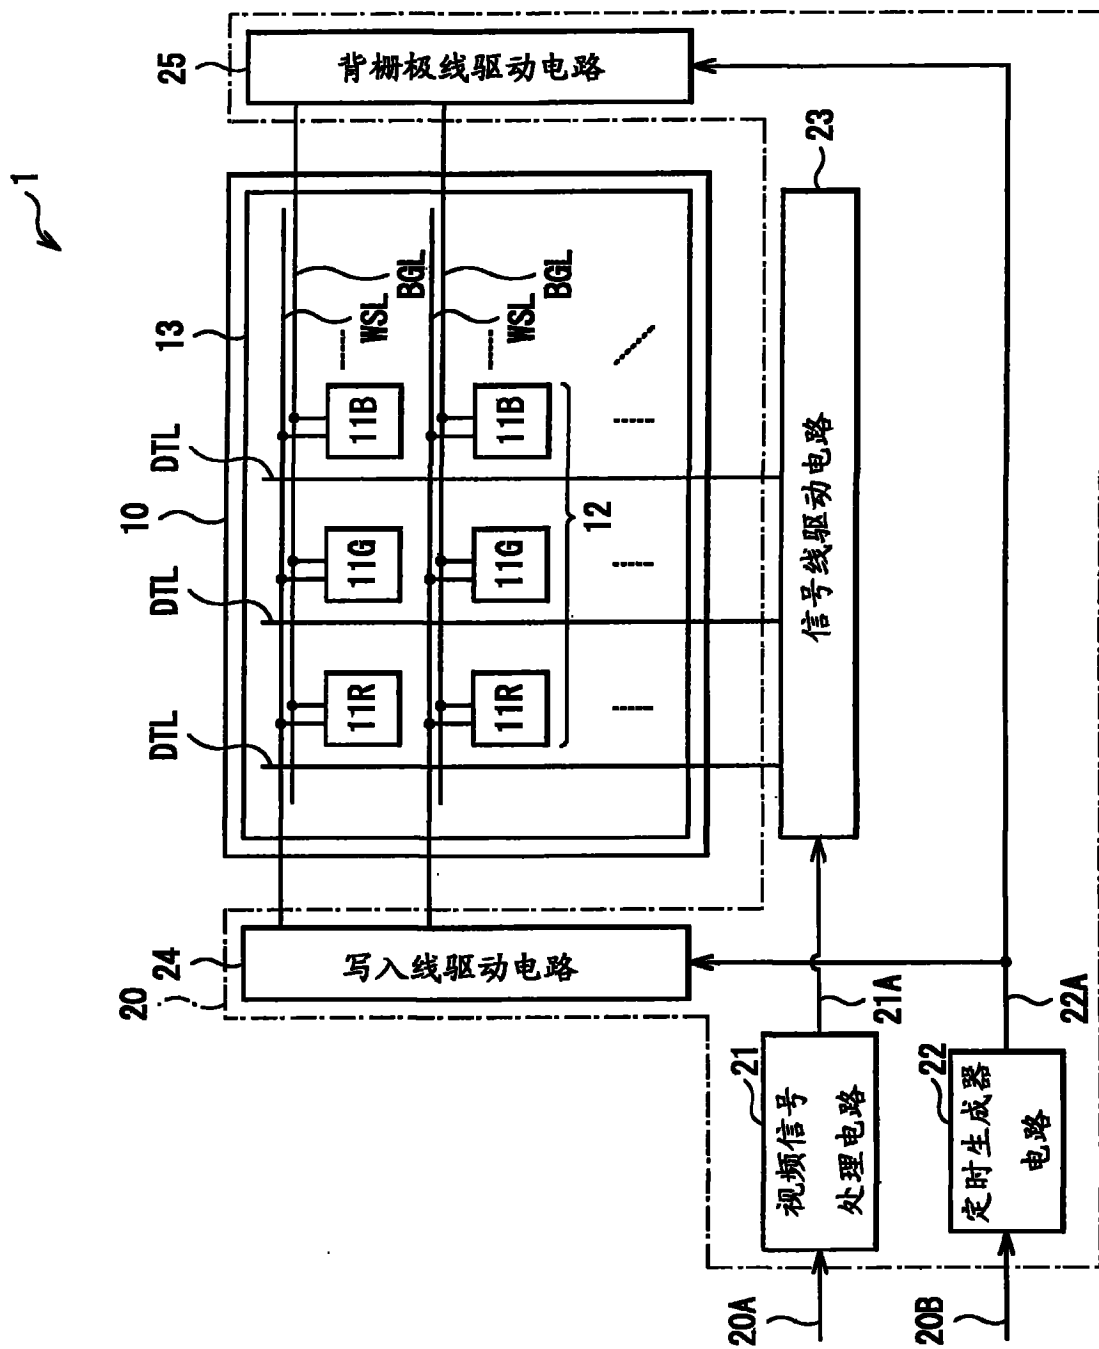 1
25
背栅极线驱动电路
13
10
23
WSL
BGL
WSL
BGL
DTL
DTL
DTL
11R
11G
11B
11R
11G
11B
12
信号线驱动电路
20
24
写入线驱动电路
21
视频信号
处理电路
21A
22
定时生成器
电路
22A
20A
20B